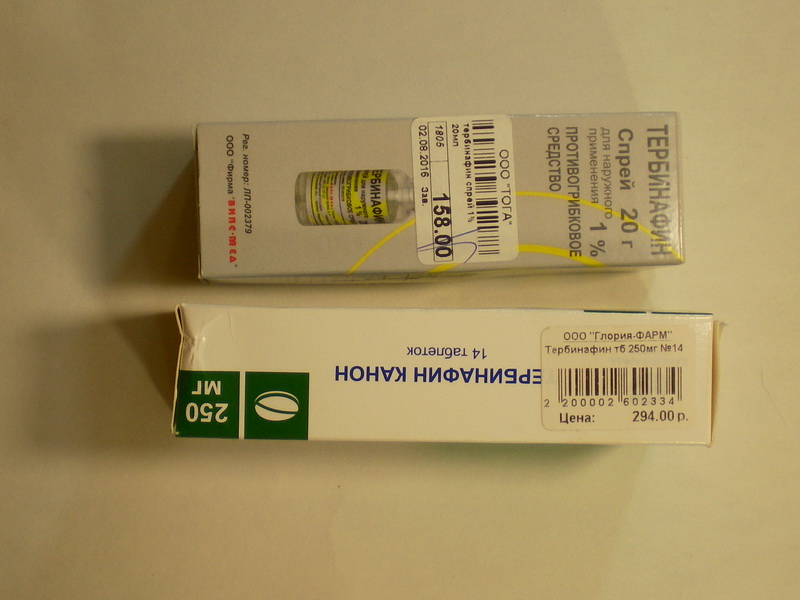 ТЕРБИНАФИН
Спрей 20 г
для наружного
применения 1 %
ПРОТИВОГРИБКОВОЕ
СРЕДСТВО
ООО "ТОГА"
тербинафин спрей 1%
20мл
158.00
1805
02.08.2016 Зав.
Рег. номер: ЛП-002379
ООО "Фирма "ВИПС-МЕД"
ООО "Глория-ФАРМ"
Тербинафин тб 250мг №14
2 200002 602334
Цена: 294.00 р.
ЕРБИНАФИН КАНОН
14 таблеток
250
МГ